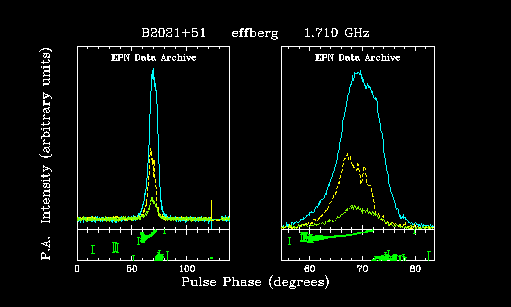 B2021+51 effberg 1.710 GHz
EPN Data Archive EPN Data Archive
P.A. Intensity (arbitrary units)
0 50 100 60 70 80
Pulse Phase (degrees)